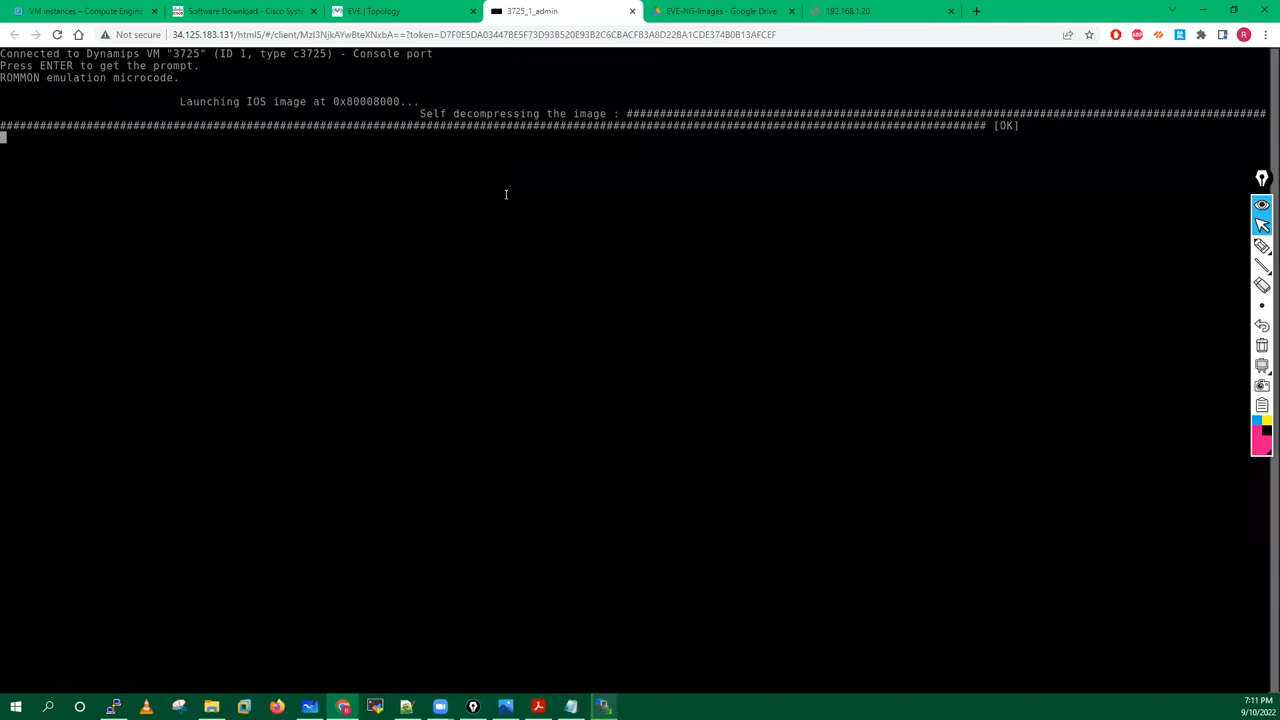 VM instances – Compute Engine
Software Download - Cisco Syst
EVE | Topology
3725_1_admin
EVE-NG-Images - Google Drive
192.168.1.20
Not secure
34.125.183.131/html5/#/client/MzI3NjkAYwBteXNxbA==?token=D7F0E5DA03447BE5F73D93B520E93B2C6CBACFB3A8D22BA1CDE374B0B13AFCEF
Connected to Dynamips VM "3725" (ID 1, type c3725) - Console port
Press ENTER to get the prompt.
ROMMON emulation microcode.
Launching IOS image at 0x80008000...
Self decompressing the image : ################################################################################################
#################################################################################################################################################### [OK]
7:11 PM
9/10/2022